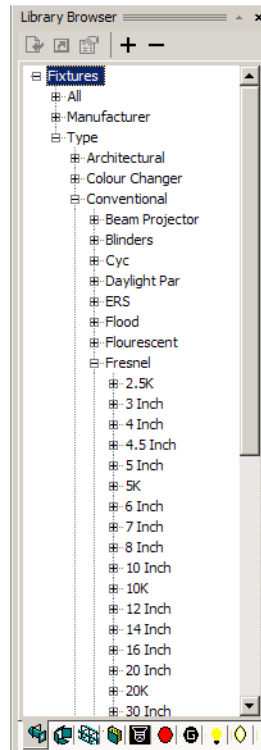 Library Browser
Fixtures
All
Manufacturer
Type
Architectural
Colour Changer
Conventional
Beam Projector
Blinders
Cyc
Daylight Par
ERS
Flood
Flourescent
Fresnel
2.5K
3 Inch
4 Inch
4.5 Inch
5 Inch
5K
6 Inch
7 Inch
8 Inch
10 Inch
10K
12 Inch
14 Inch
16 Inch
20 Inch
20K
30 Inch
G